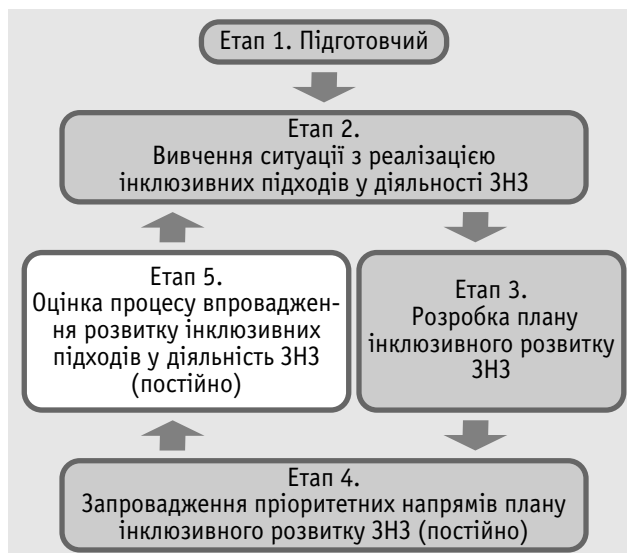 Етап 1. Підготовчий
Етап 2.
Вивчення ситуації з реалізацією
інклюзивних підходів у діяльності ЗНЗ
Етап 5.
Оцінка процесу впроваджен-
ня розвитку інклюзивних
підходів у діяльність ЗНЗ
(постійно)
Етап 3.
Розробка плану
інклюзивного розвитку
ЗНЗ
Етап 4.
Запровадження пріоритетних напрямів плану
інклюзивного розвитку ЗНЗ (постійно)